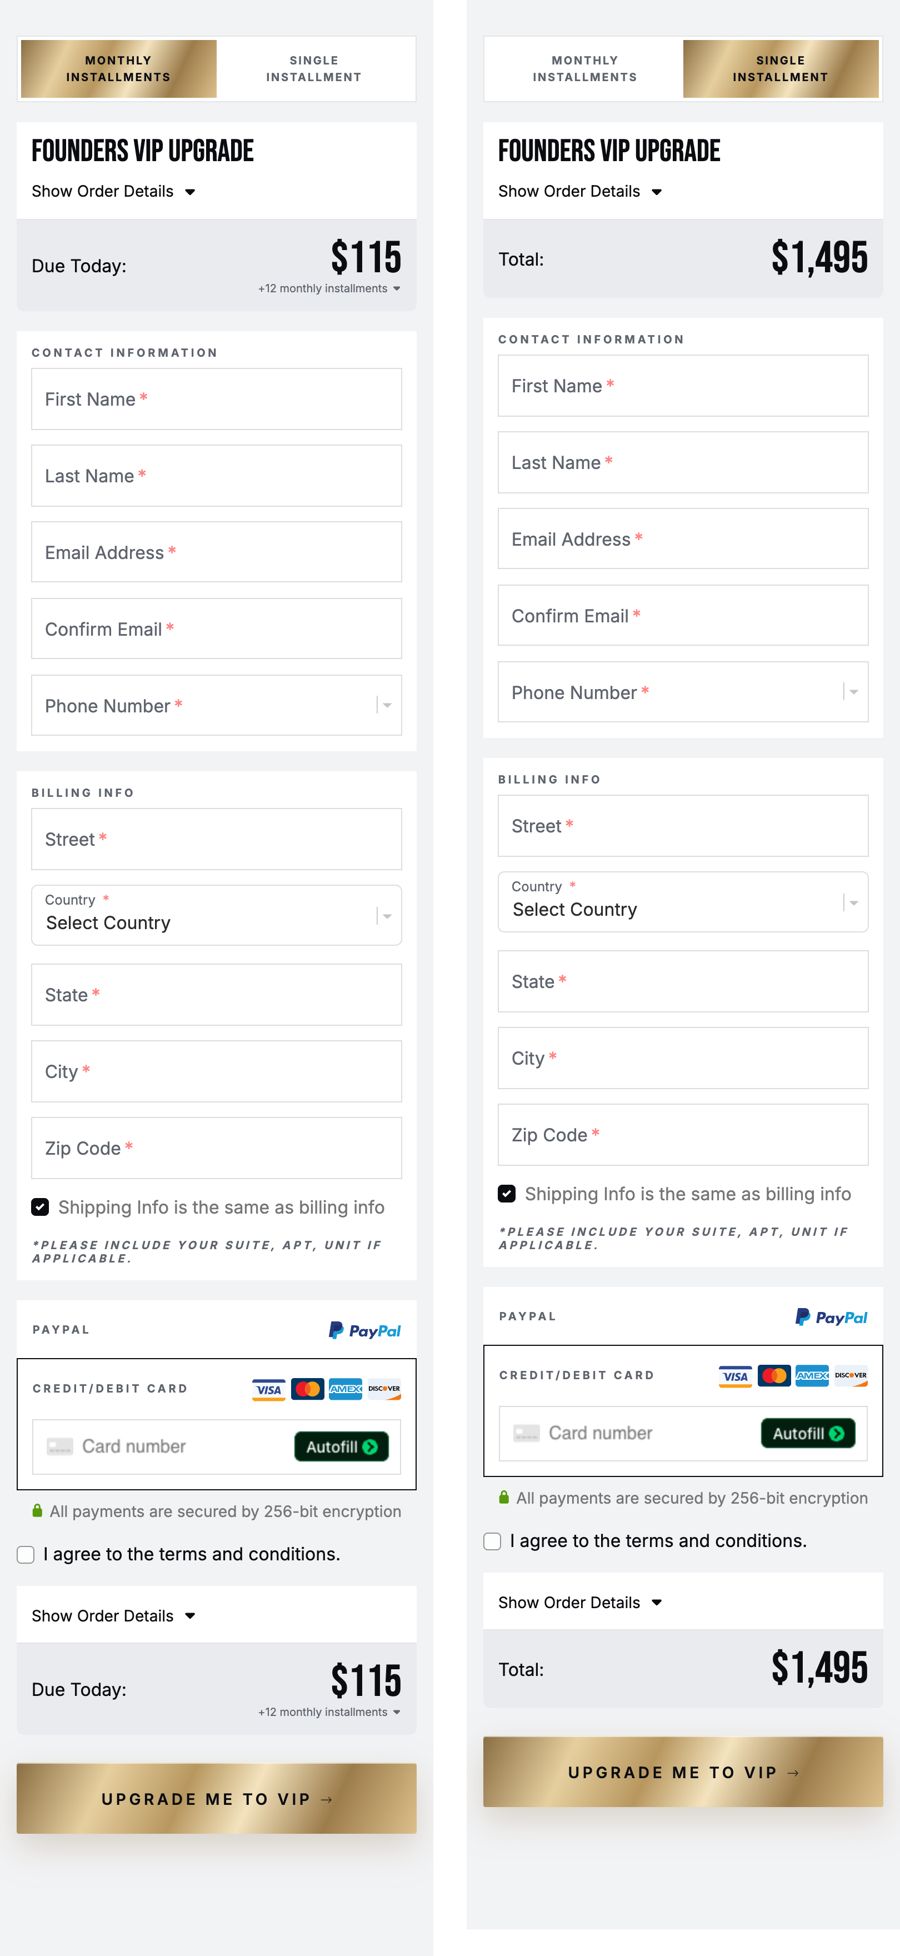 MONTHLY
INSTALLMENTS
SINGLE
INSTALLMENT
FOUNDERS VIP UPGRADE
Show Order Details
Due Today:
$115
+12 monthly installments
CONTACT INFORMATION
First Name *
Last Name *
Email Address *
Confirm Email *
Phone Number *
BILLING INFO
Street *
Country *
Select Country
State *
City *
Zip Code *
Shipping Info is the same as billing info
*PLEASE INCLUDE YOUR SUITE, APT, UNIT IF
APPLICABLE.
PAYPAL
PayPal
CREDIT/DEBIT CARD
VISA
AMEX
DISCOVER
Card number
Autofill
All payments are secured by 256-bit encryption
I agree to the terms and conditions.
Show Order Details
Due Today:
$115
+12 monthly installments
UPGRADE ME TO VIP →
MONTHLY
INSTALLMENTS
SINGLE
INSTALLMENT
FOUNDERS VIP UPGRADE
Show Order Details
Total:
$1,495
CONTACT INFORMATION
First Name *
Last Name *
Email Address *
Confirm Email *
Phone Number *
BILLING INFO
Street *
Country *
Select Country
State *
City *
Zip Code *
Shipping Info is the same as billing info
*PLEASE INCLUDE YOUR SUITE, APT, UNIT IF
APPLICABLE.
PAYPAL
PayPal
CREDIT/DEBIT CARD
VISA
AMEX
DISCOVER
Card number
Autofill
All payments are secured by 256-bit encryption
I agree to the terms and conditions.
Show Order Details
Total:
$1,495
UPGRADE ME TO VIP →